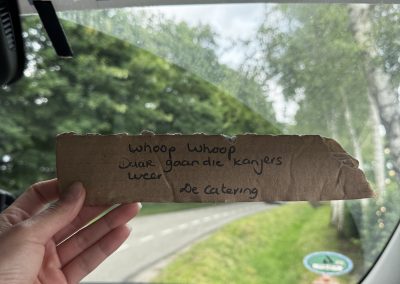 Whoop Whoop
Daar gaan die kanjers
weer
De Catering